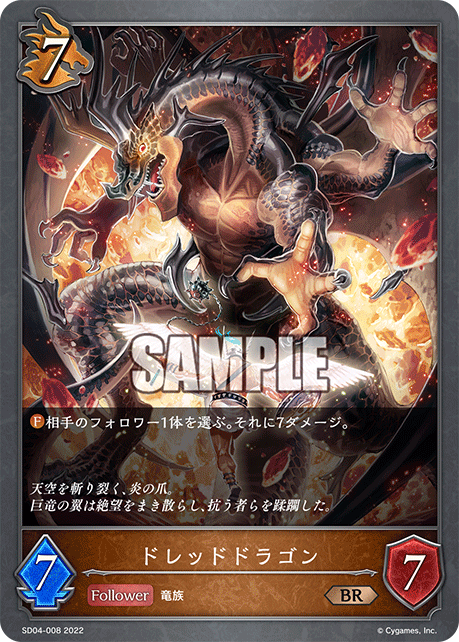 7
SAMPLE
F相手のフォロワー1体を選ぶ。それに7ダメージ。
天空を斬り裂く、炎の爪。
巨竜の翼は絶望をまき散らし、抗う者らを蹂躙した。
ドレッドドラゴン
7
Follower 竜族
BR
7
SD04-008 2022
© Cygames, Inc.